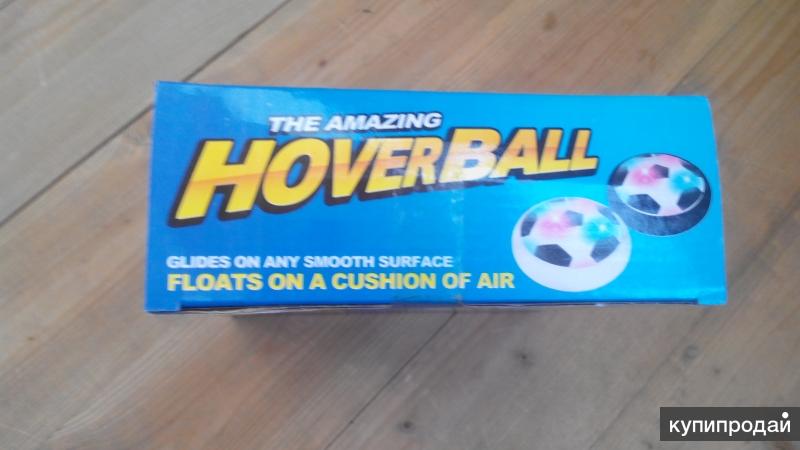 THE AMAZING
HOVERBALL
GLIDES ON ANY SMOOTH SURFACE
FLOATS ON A CUSHION OF AIR
купипродай